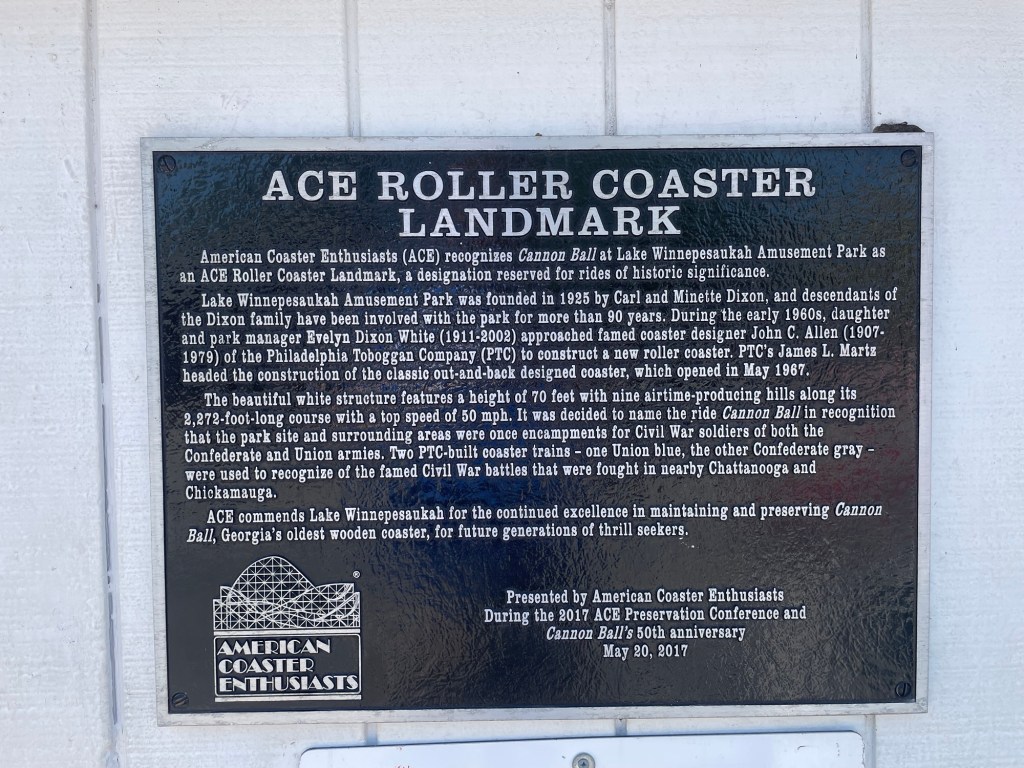 ACE ROLLER COASTER
LANDMARK
American Coaster Enthusiasts (ACE) recognizes Cannon Ball at Lake Winnepesaukah Amusement Park as
an ACE Roller Coaster Landmark, a designation reserved for rides of historic significance.
Lake Winnepesaukah Amusement Park was founded in 1925 by Carl and Minette Dixon, and descendants of
the Dixon family have been involved with the park for more than 90 years. During the early 1960s, daughter
and park manager Evelyn Dixon White (1911-2002) approached famed coaster designer John C. Allen (1907-
1979) of the Philadelphia Toboggan Company (PTC) to construct a new roller coaster. PTC's James L. Martz
headed the construction of the classic out-and-back designed coaster, which opened in May 1967.
The beautiful white structure features a height of 70 feet with nine airtime-producing hills along its
2,272-foot-long course with a top speed of 50 mph. It was decided to name the ride Cannon Ball in recognition
that the park site and surrounding areas were once encampments for Civil War soldiers of both the
Confederate and Union armies. Two PTC-built coaster trains – one Union blue, the other Confederate gray –
were used to recognize of the famed Civil War battles that were fought in nearby Chattanooga and
Chickamauga.
ACE commends Lake Winnepesaukah for the continued excellence in maintaining and preserving Cannon
Ball, Georgia's oldest wooden coaster, for future generations of thrill seekers.
®
AMERICAN
COASTER
ENTHUSIASTS
Presented by American Coaster Enthusiasts
During the 2017 ACE Preservation Conference and
Cannon Ball's 50th anniversary
May 20, 2017